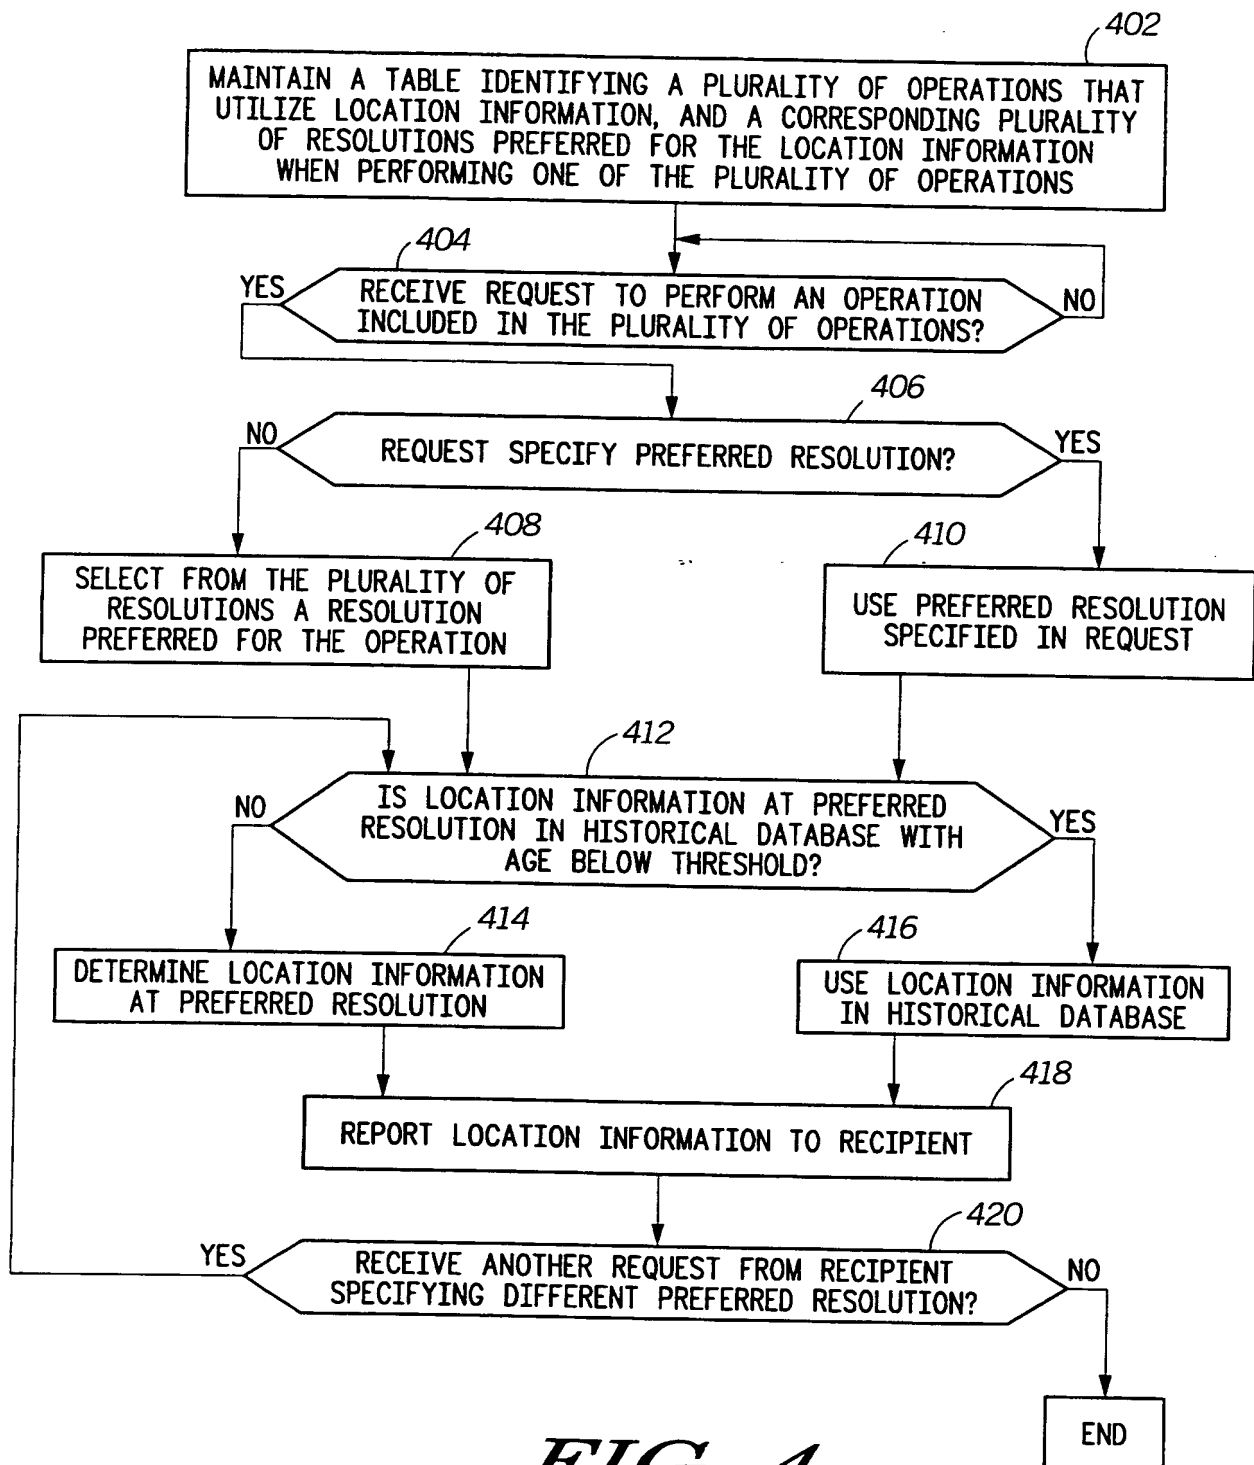 402
MAINTAIN A TABLE IDENTIFYING A PLURALITY OF OPERATIONS THAT
UTILIZE LOCATION INFORMATION, AND A CORRESPONDING PLURALITY
OF RESOLUTIONS PREFERRED FOR THE LOCATION INFORMATION
WHEN PERFORMING ONE OF THE PLURALITY OF OPERATIONS
404
YES
RECEIVE REQUEST TO PERFORM AN OPERATION
INCLUDED IN THE PLURALITY OF OPERATIONS?
NO
406
NO
REQUEST SPECIFY PREFERRED RESOLUTION?
YES
408
SELECT FROM THE PLURALITY OF
RESOLUTIONS A RESOLUTION
PREFERRED FOR THE OPERATION
410
USE PREFERRED RESOLUTION
SPECIFIED IN REQUEST
412
NO
IS LOCATION INFORMATION AT PREFERRED
RESOLUTION IN HISTORICAL DATABASE WITH
AGE BELOW THRESHOLD?
YES
414
DETERMINE LOCATION INFORMATION
AT PREFERRED RESOLUTION
416
USE LOCATION INFORMATION
IN HISTORICAL DATABASE
418
REPORT LOCATION INFORMATION TO RECIPIENT
420
YES
RECEIVE ANOTHER REQUEST FROM RECIPIENT
SPECIFYING DIFFERENT PREFERRED RESOLUTION?
NO
END
FIG. 4